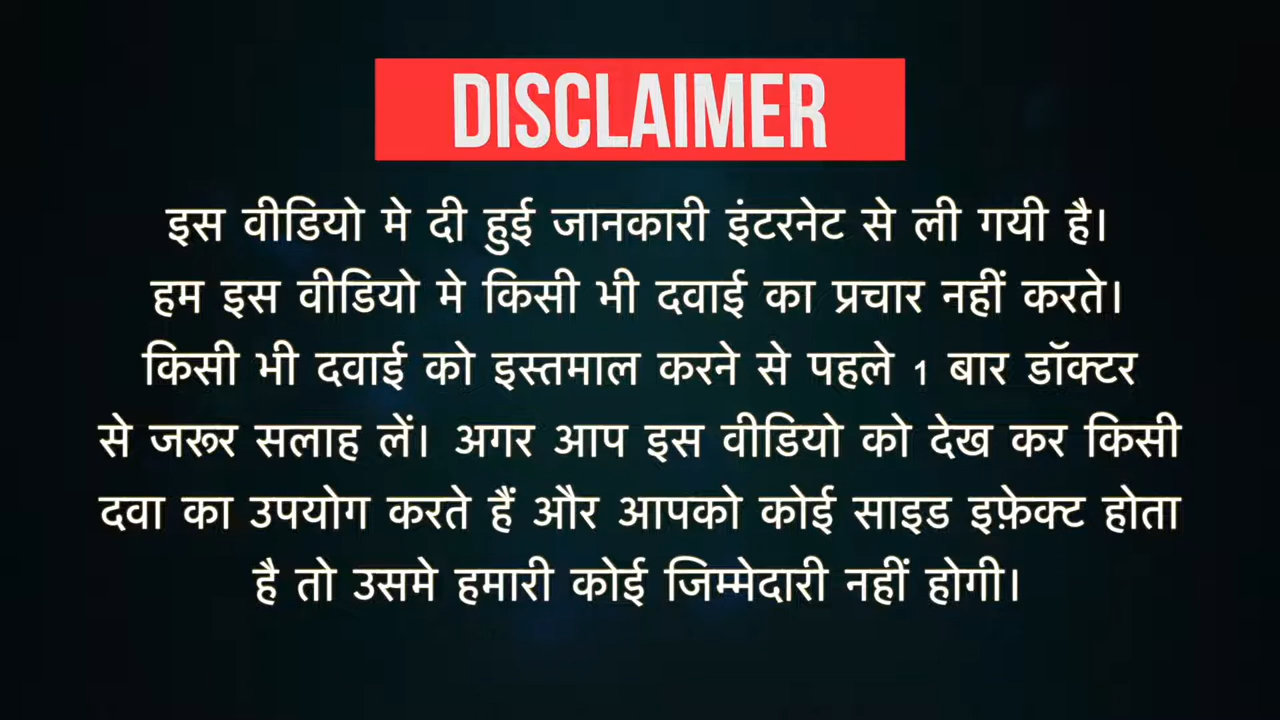 DISCLAIMER
इस वीडियो मे दी हुई जानकारी इंटरनेट से ली गयी है।
हम इस वीडियो मे किसी भी दवाई का प्रचार नहीं करते।
किसी भी दवाई को इस्तमाल करने से पहले 1 बार डॉक्टर
से जरूर सलाह लें। अगर आप इस वीडियो को देख कर किसी
दवा का उपयोग करते हैं और आपको कोई साइड इफ़ेक्ट होता
है तो उसमे हमारी कोई जिम्मेदारी नहीं होगी।